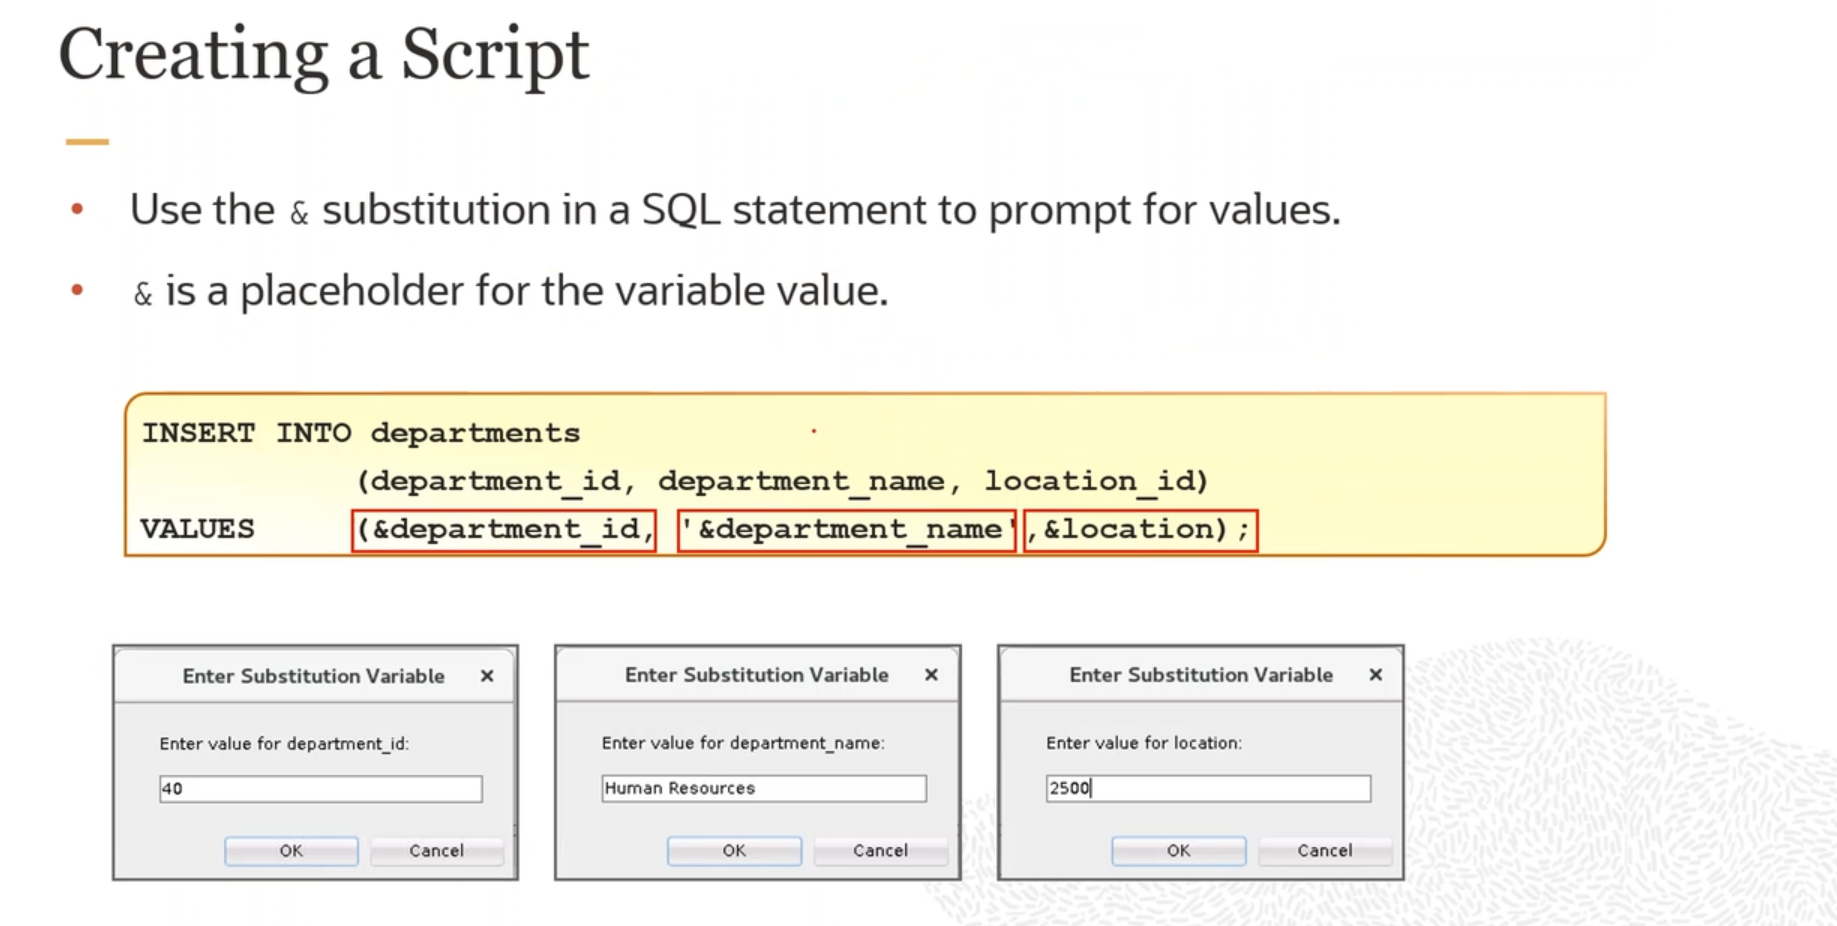 Creating a Script
• Use the & substitution in a SQL statement to prompt for values.
• & is a placeholder for the variable value.
INSERT INTO departments
(department_id, department_name, location_id)
VALUES (&department_id, '&department_name',&location);
Enter Substitution Variable ×
Enter value for department_id:
40
OK Cancel
Enter Substitution Variable ×
Enter value for department_name:
Human Resources
OK Cancel
Enter Substitution Variable ×
Enter value for location:
2500
OK Cancel